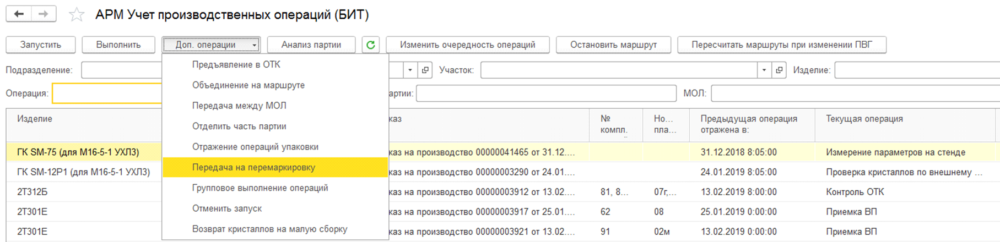 АРМ Учет производственных операций (БИТ)
Запустить Выполнить Доп. операции Анализ партии Изменить очередность операций Остановить маршрут Пересчитать маршруты при изменении ПВГ
Предъявление в ОТК
Подразделение: Участок: Изделие:
Объединение на маршруте
Операция: артии: МОЛ:
Передача между МОЛ
Отделить часть партии
Отражение операций упаковки
Передача на перемаркировку
Групповое выполнение операций
Отменить запуск
Возврат кристаллов на малую сборку
Изделие каз № компл. Но... пла... Предыдущая операция отражена в: Текущая операция
ГК SM-75 (для М16-5-1 УХЛ3) каз на производство 00000041465 от 31.12.... 31.12.2018 8:05:00 Измерение параметров на стенде
ГК SM-12Р1 (для М16-5-1 УХЛ3) каз на производство 00000003290 от 24.01.... 24.01.2019 8:05:00 Проверка кристаллов по внешнему ...
2Т312Б каз на производство 00000003912 от 13.02.... 81, 8... 07г,... 13.02.2019 8:00:00 Контроль ОТК
2Т301Е каз на производство 00000003917 от 25.01.... 62 08 25.01.2019 0:00:00 Приемка ВП
2Т301Е каз на производство 00000003921 от 13.02.... 91 02м 13.02.2019 0:00:00 Приемка ВП